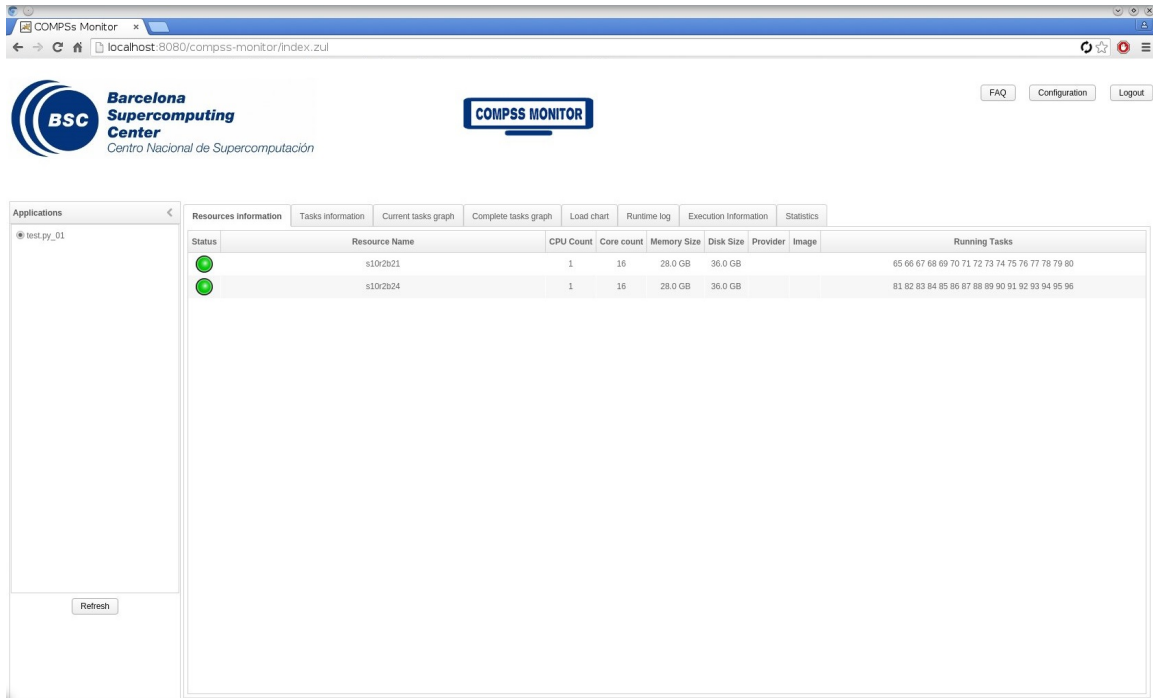 COMPSs Monitor
localhost:8080/compss-monitor/index.zul
BSC
Barcelona
Supercomputing
Center
Centro Nacional de Supercomputación
COMPSS MONITOR
FAQ Configuration Logout
Applications
test.py_01
Refresh
Resources information Tasks information Current tasks graph Complete tasks graph Load chart Runtime log Execution Information Statistics
Status Resource Name CPU Count Core count Memory Size Disk Size Provider Image Running Tasks
s10r2b21 1 16 28.0 GB 36.0 GB 65 66 67 68 69 70 71 72 73 74 75 76 77 78 79 80
s10r2b24 1 16 28.0 GB 36.0 GB 81 82 83 84 85 86 87 88 89 90 91 92 93 94 95 96